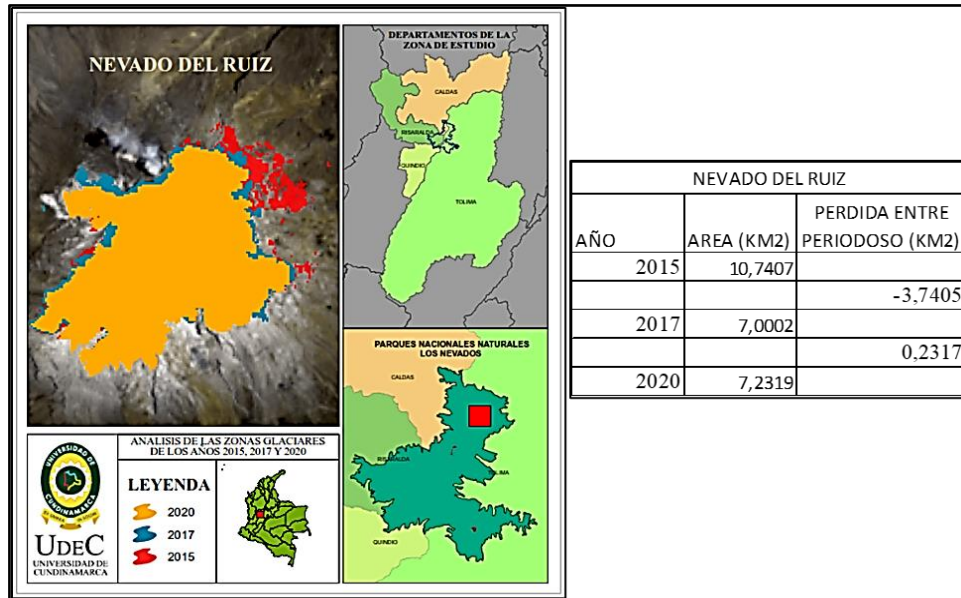 NEVADO DEL RUIZ
DEPARTAMENTOS DE LA
ZONA DE ESTUDIO
CALDAS
RISARALDA
QUINDIO
TOLIMA
PARQUES NACIONALES NATURALES
LOS NEVADOS
CALDAS
RISARALDA
TOLIMA
QUINDIO
UNIVERSIDAD DE
CUNDINAMARCA
UDEC
UNIVERSIDAD DE
CUNDINAMARCA
ANALISIS DE LAS ZONAS GLACIARES
DE LOS AÑOS 2015, 2017 Y 2020
LEYENDA
2020
2017
2015
NEVADO DEL RUIZ
AÑO AREA (KM2) PERDIDA ENTRE PERIODOSO (KM2)
2015 10,7407
-3,7405
2017 7,0002
0,2317
2020 7,2319